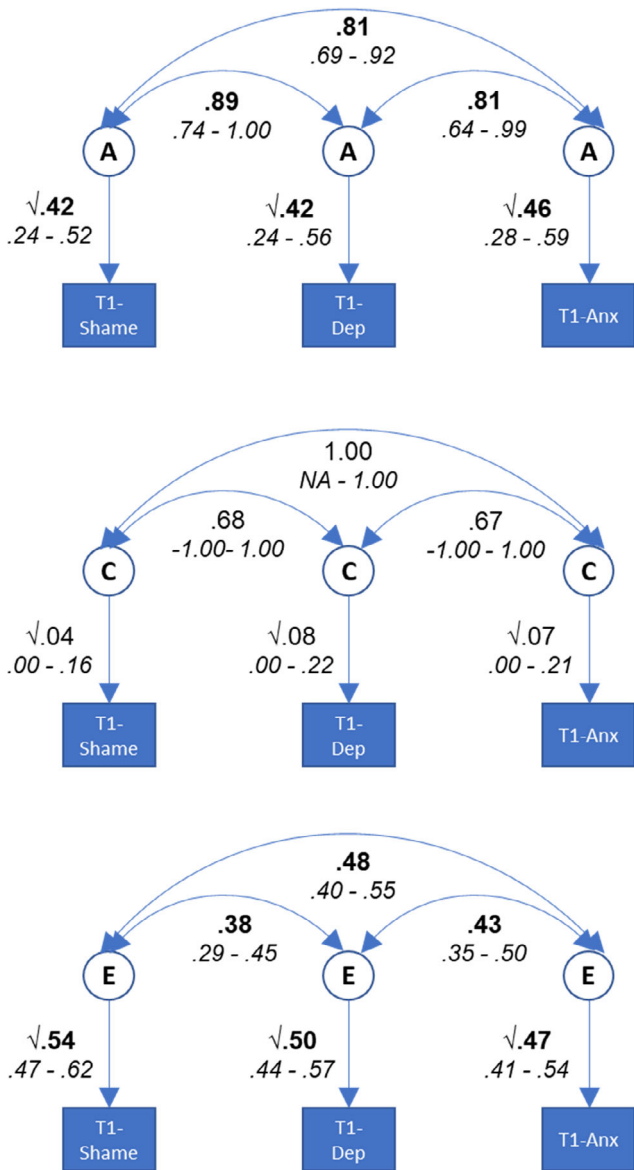 .81
.69 - .92
.89
.74 - 1.00
.81
.64 - .99
A
A
A
√.42
.24 - .52
√.42
.24 - .56
√.46
.28 - .59
T1-
Shame
T1-
Dep
T1-Anx
1.00
NA - 1.00
.68
-1.00- 1.00
.67
-1.00 - 1.00
C
C
C
√.04
.00 - .16
√.08
.00 - .22
√.07
.00 - .21
T1-
Shame
T1-
Dep
T1-Anx
.48
.40 - .55
.38
.29 - .45
.43
.35 - .50
E
E
E
√.54
.47 - .62
√.50
.44 - .57
√.47
.41 - .54
T1-
Shame
T1-
Dep
T1-Anx